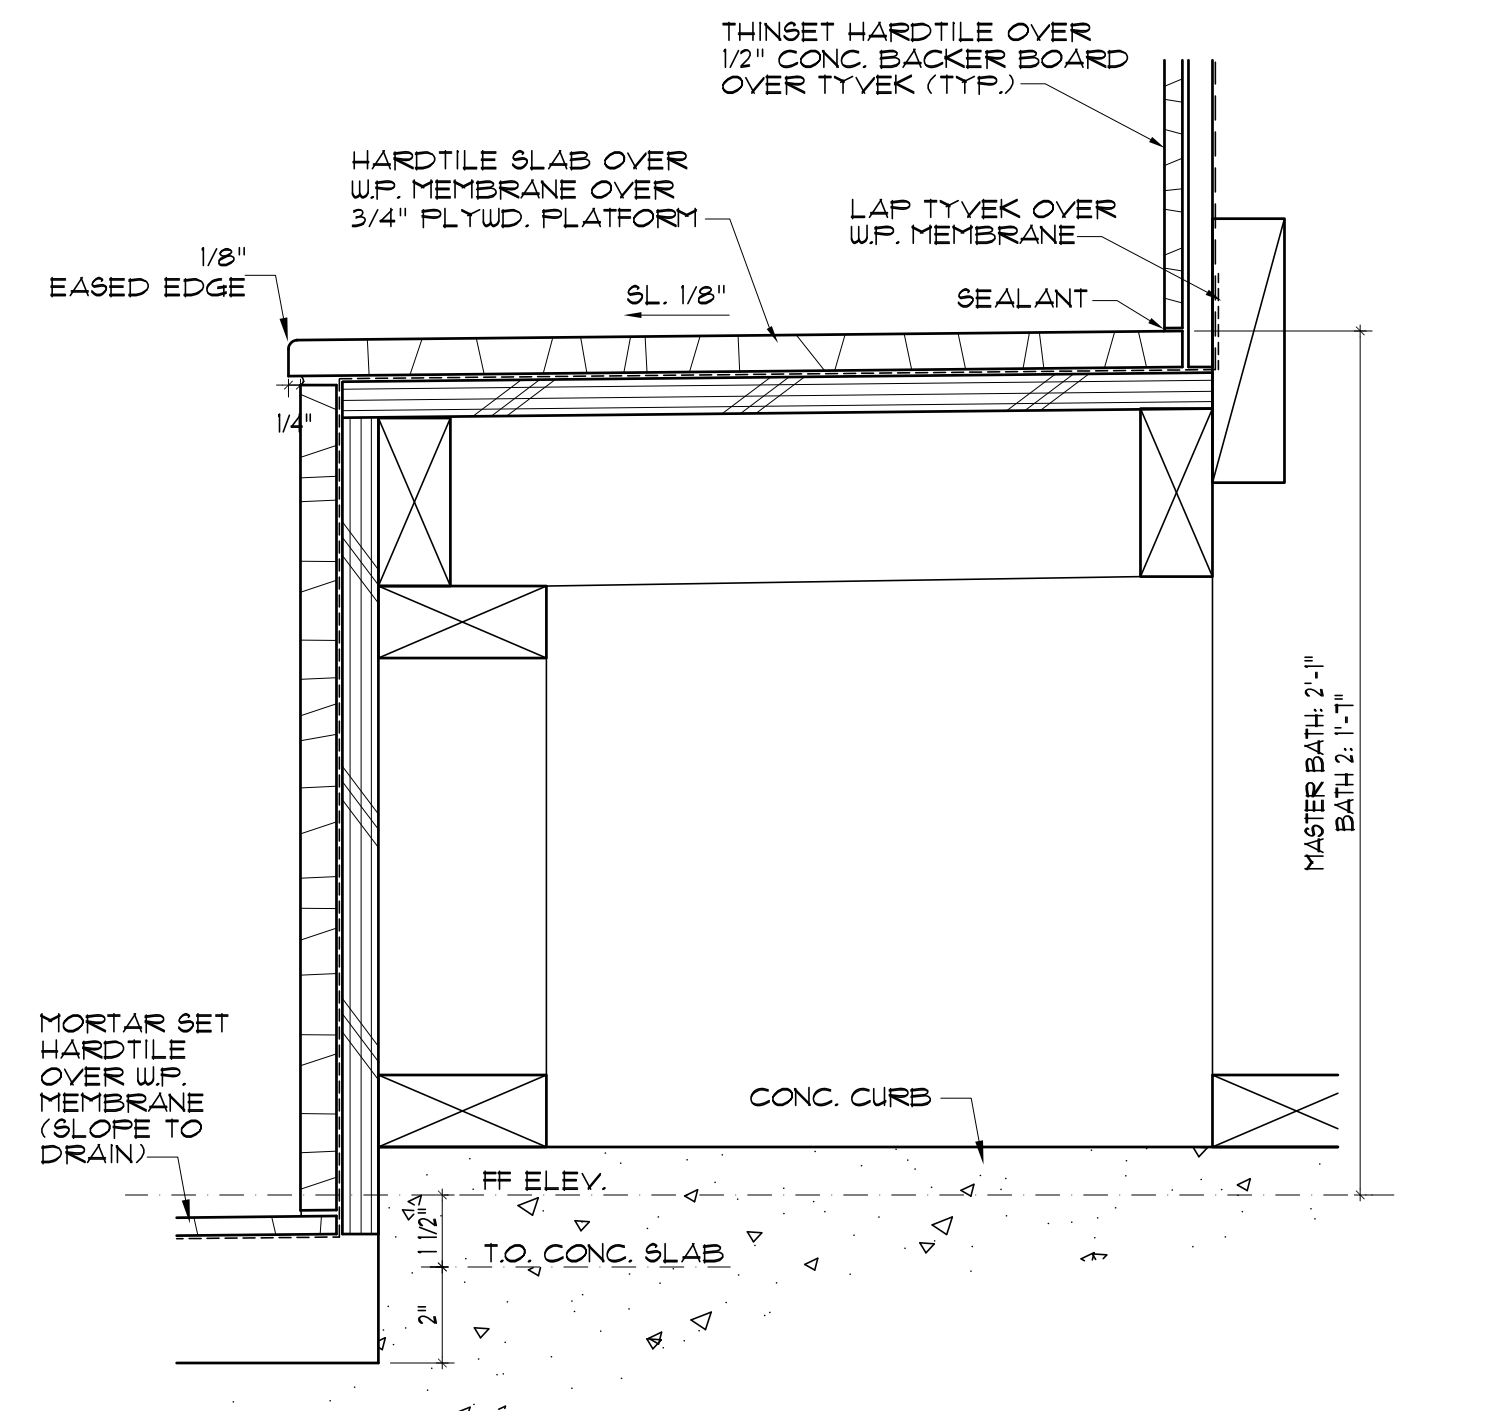 THINSET HARDTILE OVER
1/2" CONC. BACKER BOARD
OVER TYVEK (TYP.)
HARDTILE SLAB OVER
W.P. MEMBRANE OVER
3/4" PLYWD. PLATFORM
LAP TYVEK OVER
W.P. MEMBRANE
1/8"
EASED EDGE
SL. 1/8"
SEALANT
1/4"
MASTER BATH: 2'-1"
BATH 2: 1'-7"
MORTAR SET
HARDTILE
OVER W.P.
MEMBRANE
(SLOPE TO
DRAIN)
CONC. CURB
FF ELEV.
1 1/2"
T.O. CONC. SLAB
2"